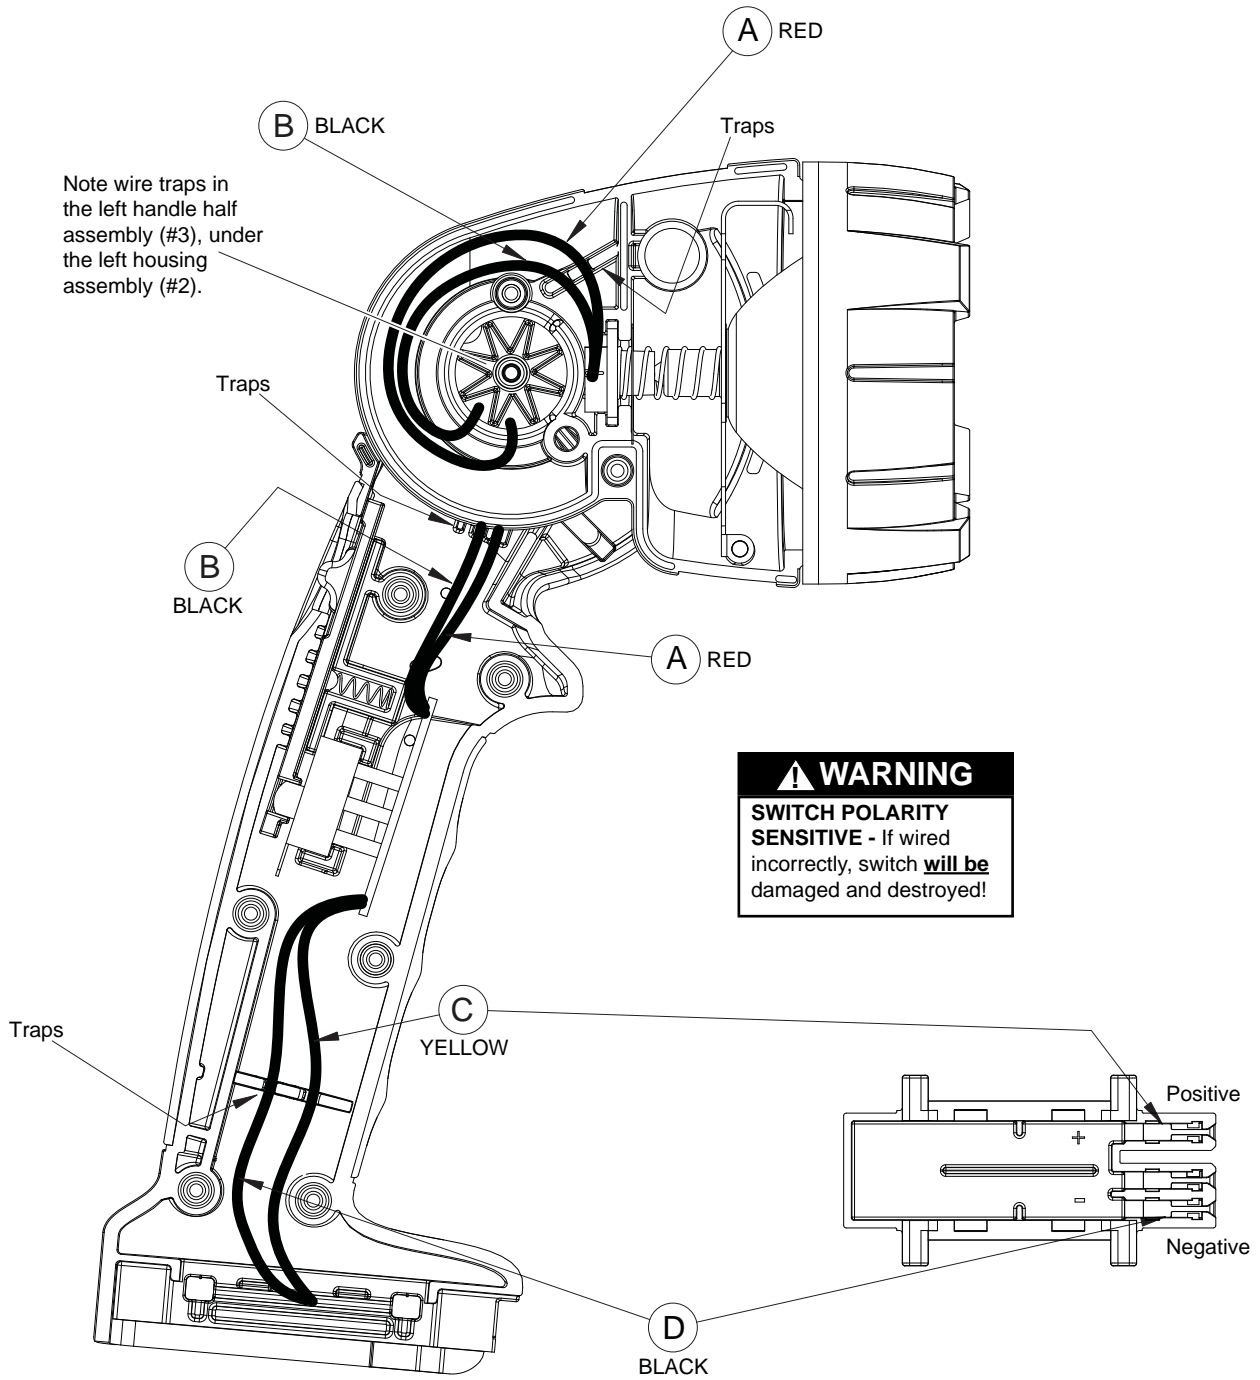 A RED
B BLACK
Traps
Note wire traps in
the left handle half
assembly (#3), under
the left housing
assembly (#2).
Traps
B
BLACK
A RED
WARNING
SWITCH POLARITY
SENSITIVE - If wired
incorrectly, switch will be
damaged and destroyed!
C
YELLOW
Traps
Positive
+
-
Negative
D
BLACK